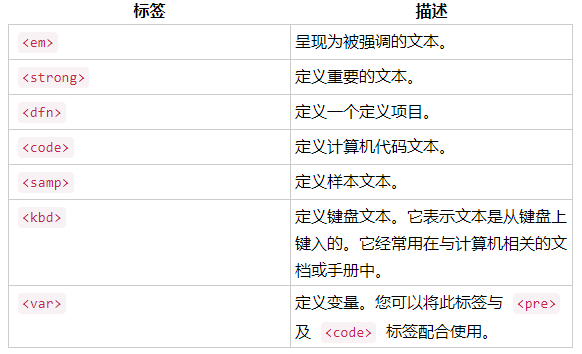 标签 描述
<em> 呈现为被强调的文本。
<strong> 定义重要的文本。
<dfn> 定义一个定义项目。
<code> 定义计算机代码文本。
<samp> 定义样本文本。
<kbd> 定义键盘文本。它表示文本是从键盘上
键入的。它经常用在与计算机相关的文
档或手册中。
<var> 定义变量。您可以将此标签与 <pre>
及 <code> 标签配合使用。